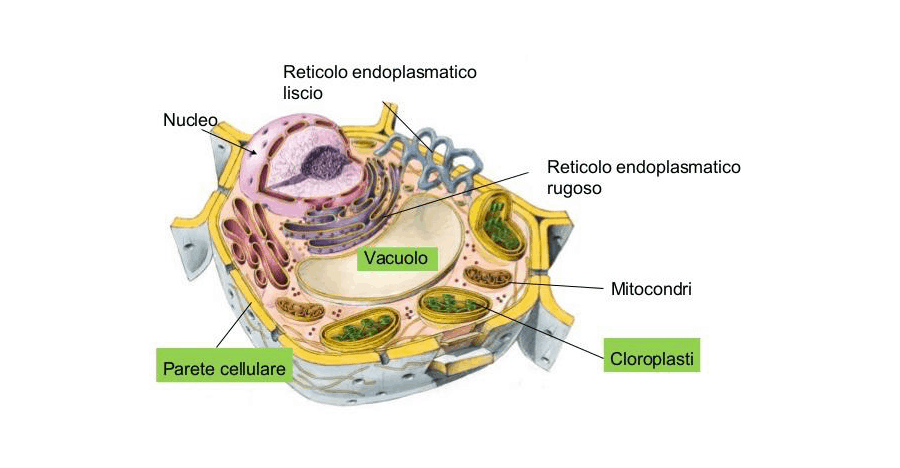 Reticolo endoplasmatico
liscio
Nucleo
Reticolo endoplasmatico
rugoso
Vacuolo
Mitocondri
Cloroplasti
Parete cellulare